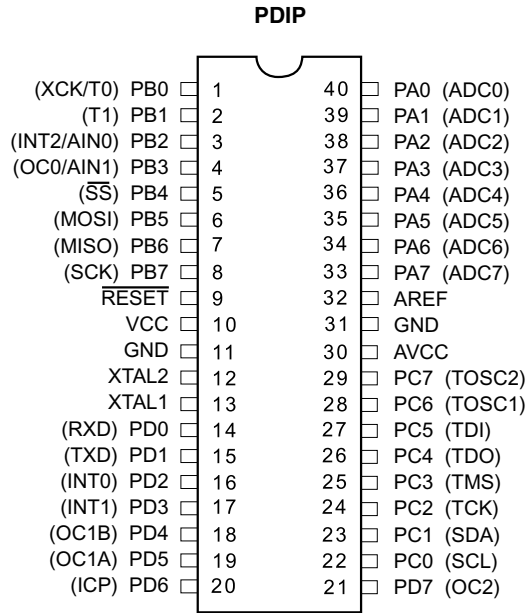 PDIP
(XCK/T0) PB0 1 40 PA0 (ADC0)
(T1) PB1 2 39 PA1 (ADC1)
(INT2/AIN0) PB2 3 38 PA2 (ADC2)
(OC0/AIN1) PB3 4 37 PA3 (ADC3)
(S̅S̅) PB4 5 36 PA4 (ADC4)
(MOSI) PB5 6 35 PA5 (ADC5)
(MISO) PB6 7 34 PA6 (ADC6)
(SCK) PB7 8 33 PA7 (ADC7)
R̅E̅S̅E̅T̅ 9 32 AREF
VCC 10 31 GND
GND 11 30 AVCC
XTAL2 12 29 PC7 (TOSC2)
XTAL1 13 28 PC6 (TOSC1)
(RXD) PD0 14 27 PC5 (TDI)
(TXD) PD1 15 26 PC4 (TDO)
(INT0) PD2 16 25 PC3 (TMS)
(INT1) PD3 17 24 PC2 (TCK)
(OC1B) PD4 18 23 PC1 (SDA)
(OC1A) PD5 19 22 PC0 (SCL)
(ICP) PD6 20 21 PD7 (OC2)